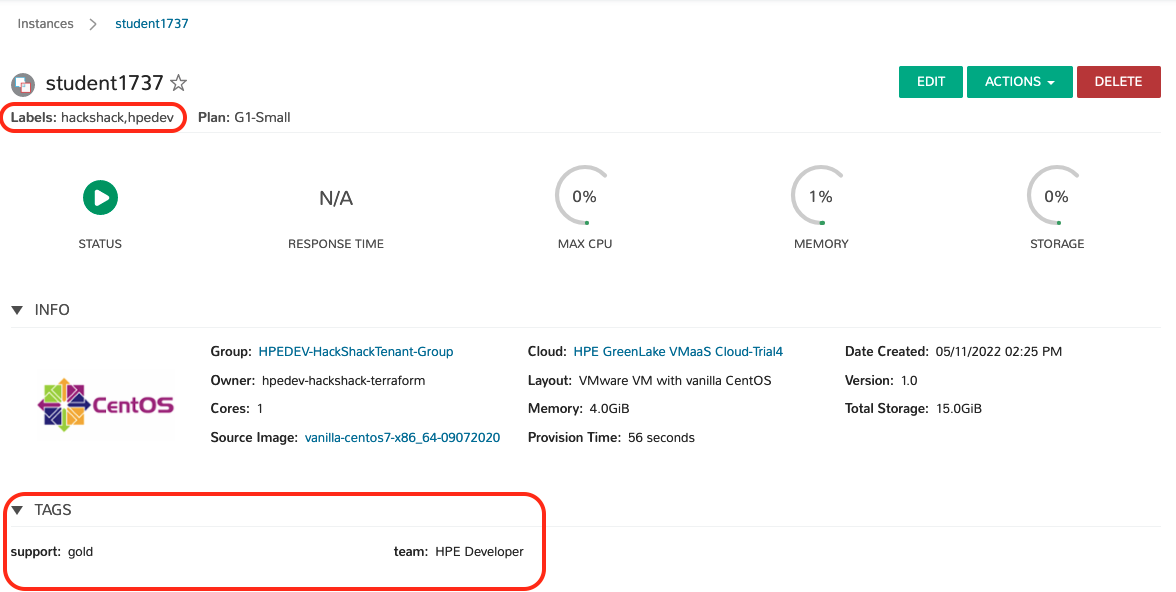 Instances student1737
student1737
EDIT ACTIONS DELETE
Labels: hackshack,hpedev Plan: G1-Small
N/A 0% 1% 0%
STATUS RESPONSE TIME MAX CPU MEMORY STORAGE
INFO
Group: HPEDEV-HackShackTenant-Group Cloud: HPE GreenLake VMaaS Cloud-Trial4 Date Created: 05/11/2022 02:25 PM
Owner: hpedev-hackshack-terraform Layout: VMware VM with vanilla CentOS Version: 1.0
CentOS
Cores: 1 Memory: 4.0GiB Total Storage: 15.0GiB
Source Image: vanilla-centos7-x86_64-09072020 Provision Time: 56 seconds
TAGS
support: gold team: HPE Developer